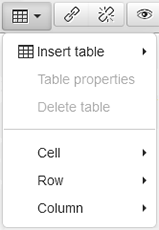 Insert table
Table properties
Delete table
Cell
Row
Column